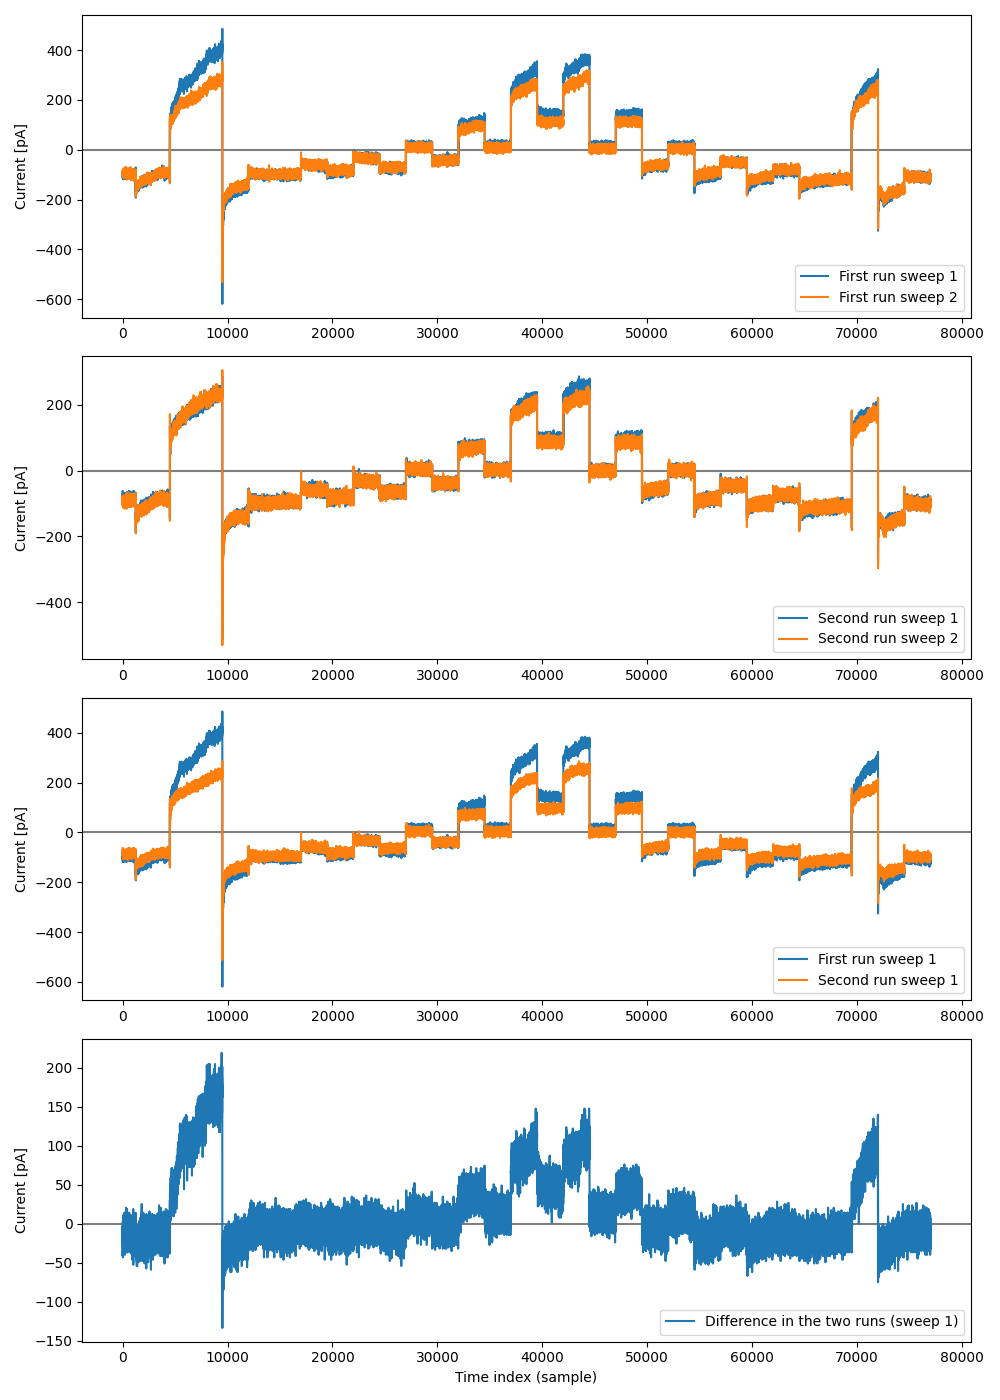 400
200
0
−200
−400
−600
Current [pA]
First run sweep 1
First run sweep 2
0 10000 20000 30000 40000 50000 60000 70000 80000
200
0
−200
−400
Current [pA]
Second run sweep 1
Second run sweep 2
0 10000 20000 30000 40000 50000 60000 70000 80000
400
200
0
−200
−400
−600
Current [pA]
First run sweep 1
Second run sweep 1
0 10000 20000 30000 40000 50000 60000 70000 80000
200
150
100
50
0
−50
−100
−150
Current [pA]
Difference in the two runs (sweep 1)
0 10000 20000 30000 40000 50000 60000 70000 80000
Time index (sample)